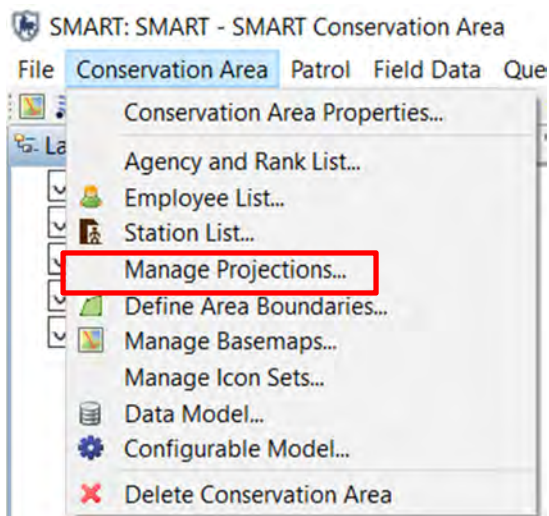 SMART: SMART - SMART Conservation Area
File Conservation Area Patrol Field Data
La
Conservation Area Properties...
Agency and Rank List...
Employee List...
Station List...
Manage Projections...
Define Area Boundaries...
Manage Basemaps...
Manage Icon Sets...
Data Model...
Configurable Model...
Delete Conservation Area